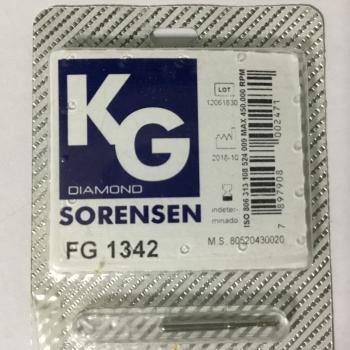 KG
DIAMOND
SORENSEN
FG 1342
LOT
12061830
2016-10
indeter-
minado
M.S. 80520430020
ISO 806 313 168 524 009 MAX 450.000 RPM
7 897908 002471